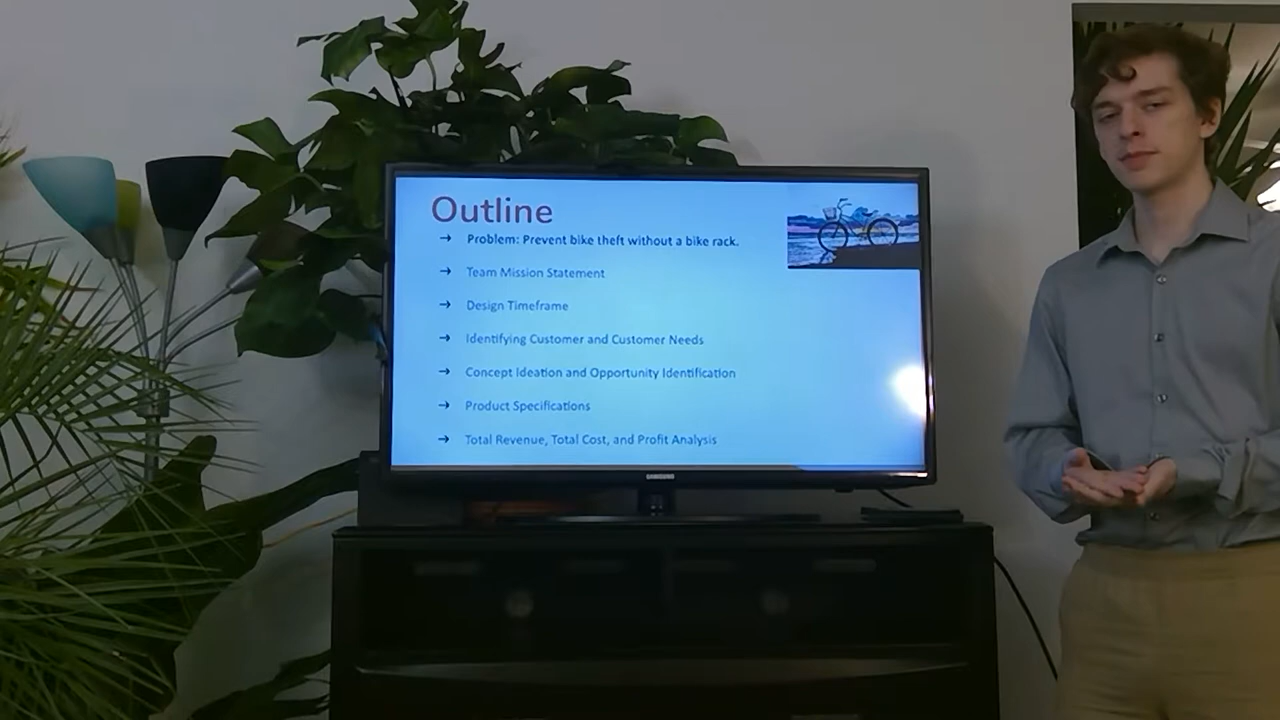 Outline
→ Problem: Prevent bike theft without a bike rack.
→ Team Mission Statement
→ Design Timeframe
→ Identifying Customer and Customer Needs
→ Concept Ideation and Opportunity Identification
→ Product Specifications
→ Total Revenue, Total Cost, and Profit Analysis
SAMSUNG